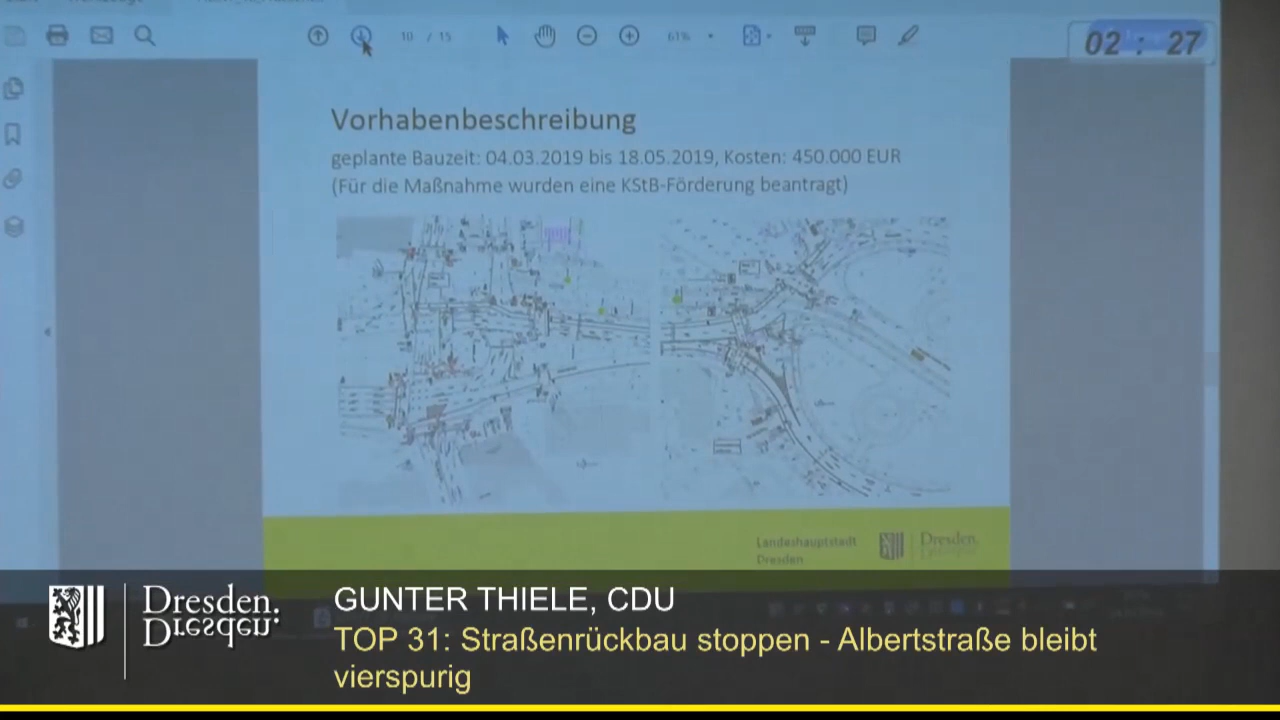 10 / 15
61%
02 : 27
Vorhabenbeschreibung
geplante Bauzeit: 04.03.2019 bis 18.05.2019, Kosten: 450.000 EUR
(Für die Maßnahme wurden eine KStB-Förderung beantragt)
Landeshauptstadt
Dresden
Dresden.
Dresden.
Dresden.
GUNTER THIELE, CDU
TOP 31: Straßenrückbau stoppen - Albertstraße bleibt
vierspurig